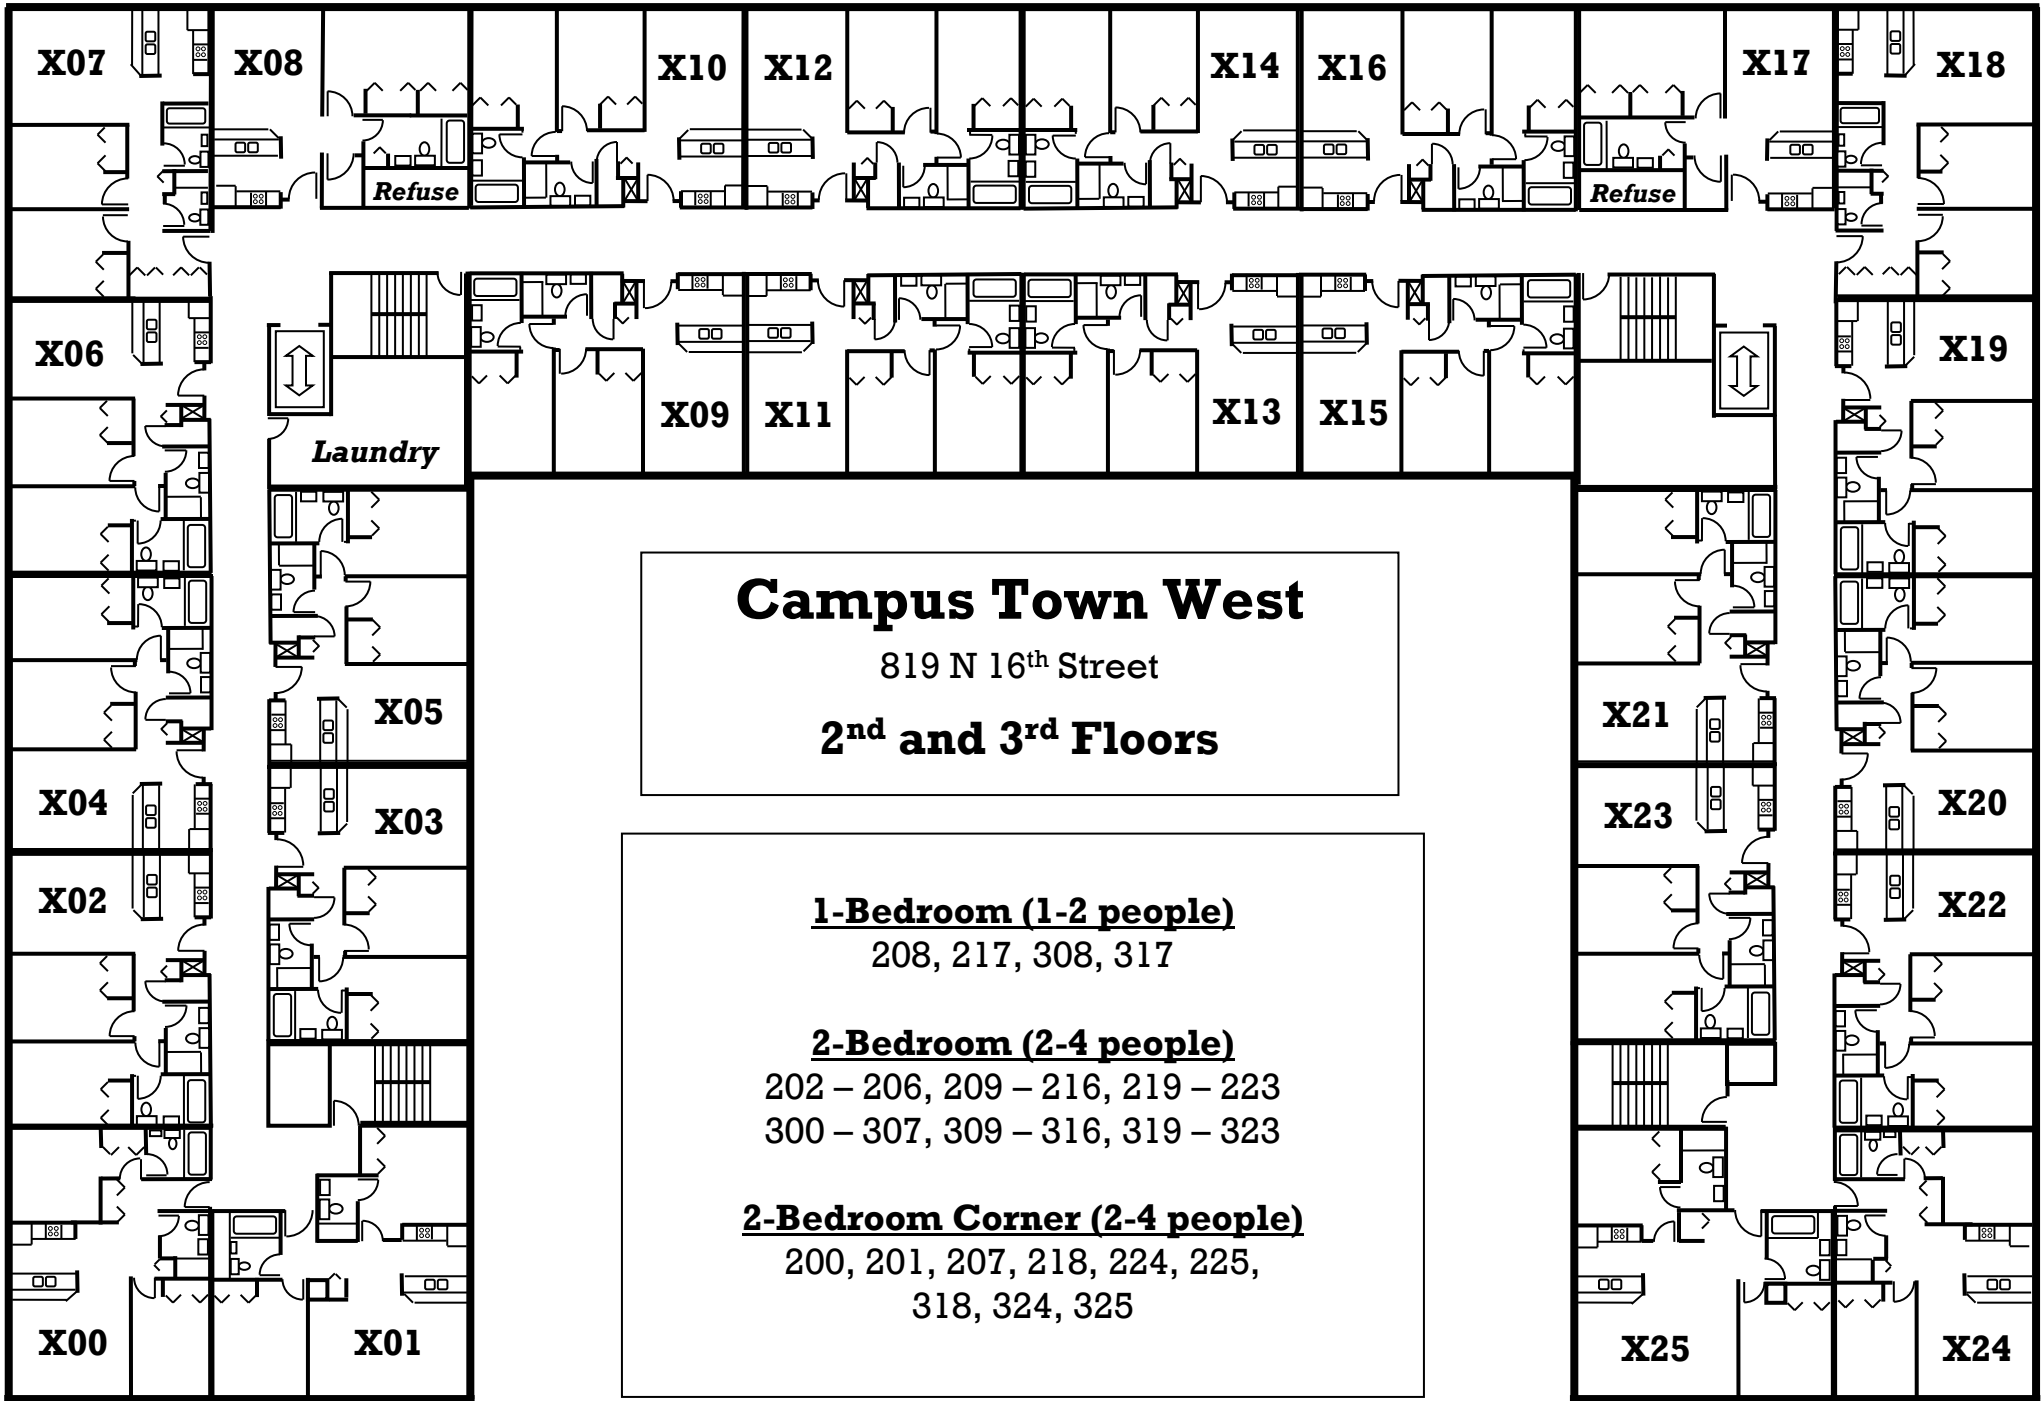 X07
X08
X10
X12
X14
X16
X17
X18
Refuse
Refuse
X06
X19
X09
X11
X13
X15
Laundry
Campus Town West
819 N 16th Street
2nd and 3rd Floors
X05
X21
X04
X03
X23
X20
X02
X22
1-Bedroom (1-2 people)
208, 217, 308, 317
2-Bedroom (2-4 people)
202 – 206, 209 – 216, 219 – 223
300 – 307, 309 – 316, 319 – 323
2-Bedroom Corner (2-4 people)
200, 201, 207, 218, 224, 225,
318, 324, 325
X00
X01
X25
X24